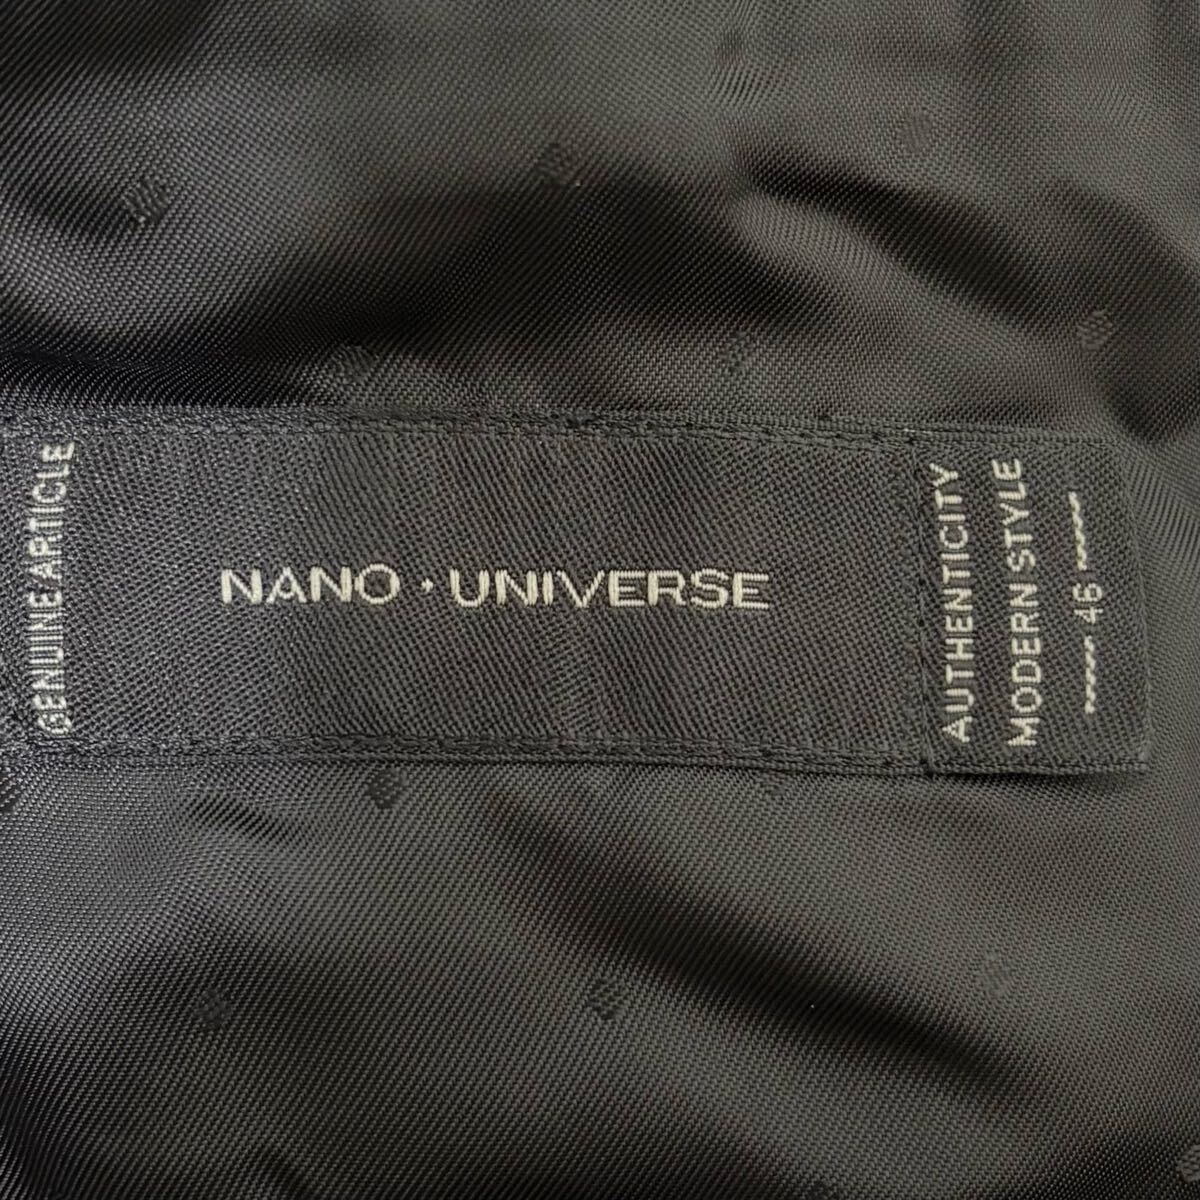 GENUINE/ARTICLE
NANO・UNIVERSE
AUTHENTICITY
MODERN STYLE
46